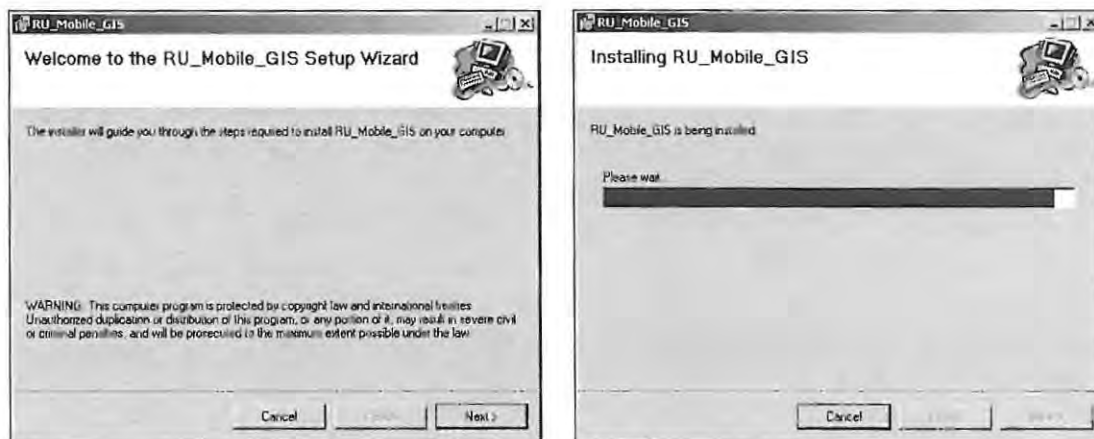 RU_Mobile_GIS
Welcome to the RU_Mobile_GIS Setup Wizard
The installer will guide you through the steps required to install RU_Mobile_GIS on your computer
WARNING: This computer program is protected by copyright law and international treaties.
Unauthorized duplication or distribution of this program, or any portion of it, may result in severe civil
or criminal penalties, and will be prosecuted to the maximum extent possible under the law.
Cancel
Next >
RU_Mobile_GIS
Installing RU_Mobile_GIS
RU_Mobile_GIS is being installed.
Please wait...
Cancel